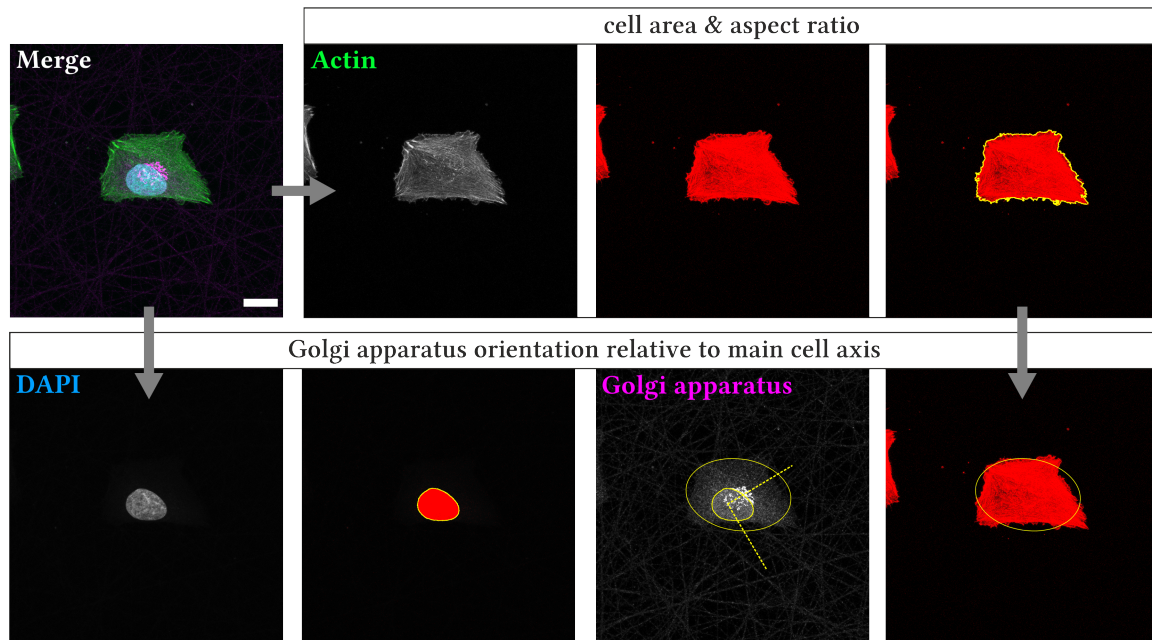 cell area & aspect ratio
Merge
Actin
Golgi apparatus orientation relative to main cell axis
DAPI
Golgi apparatus